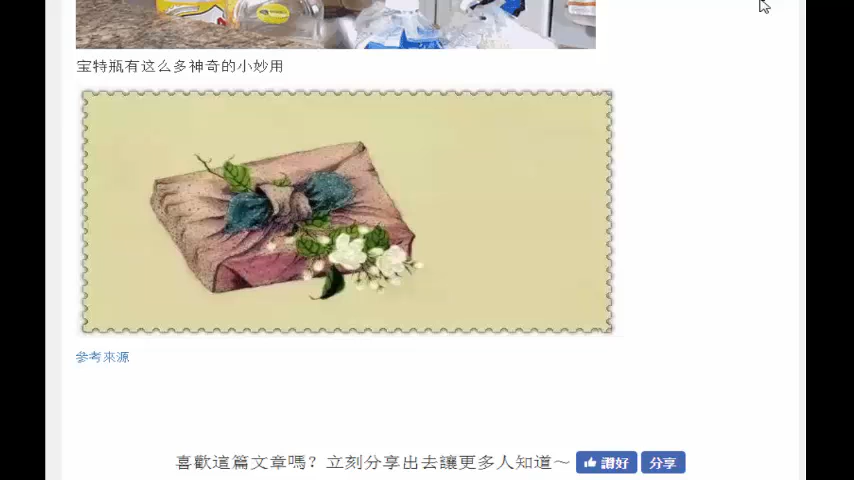 宝特瓶有这么多神奇的小妙用
參考來源
喜歡這篇文章嗎？立刻分享出去讓更多人知道～ 讚好 分享